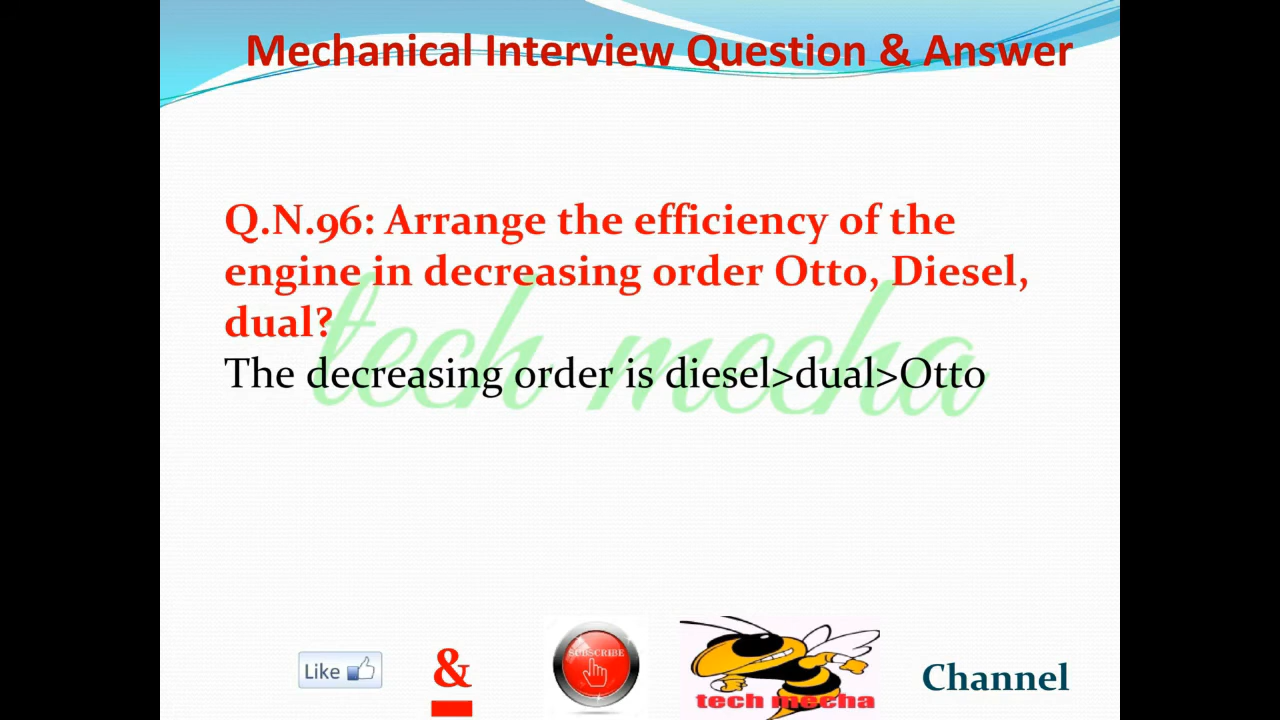 Mechanical Interview Question & Answer
Q.N.96: Arrange the efficiency of the
engine in decreasing order Otto, Diesel,
dual?
The decreasing order is diesel>dual>Otto
tech mecha
Like
&
SUBSCRIBE
tech mecha
Channel